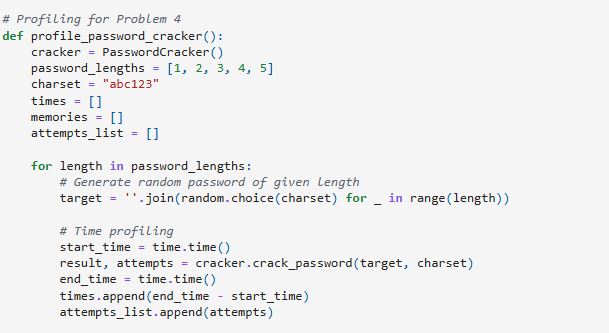 # Profiling for Problem 4
def profile_password_cracker():
    cracker = PasswordCracker()
    password_lengths = [1, 2, 3, 4, 5]
    charset = "abc123"
    times = []
    memories = []
    attempts_list = []

    for length in password_lengths:
        # Generate random password of given length
        target = ''.join(random.choice(charset) for _ in range(length))

        # Time profiling
        start_time = time.time()
        result, attempts = cracker.crack_password(target, charset)
        end_time = time.time()
        times.append(end_time - start_time)
        attempts_list.append(attempts)